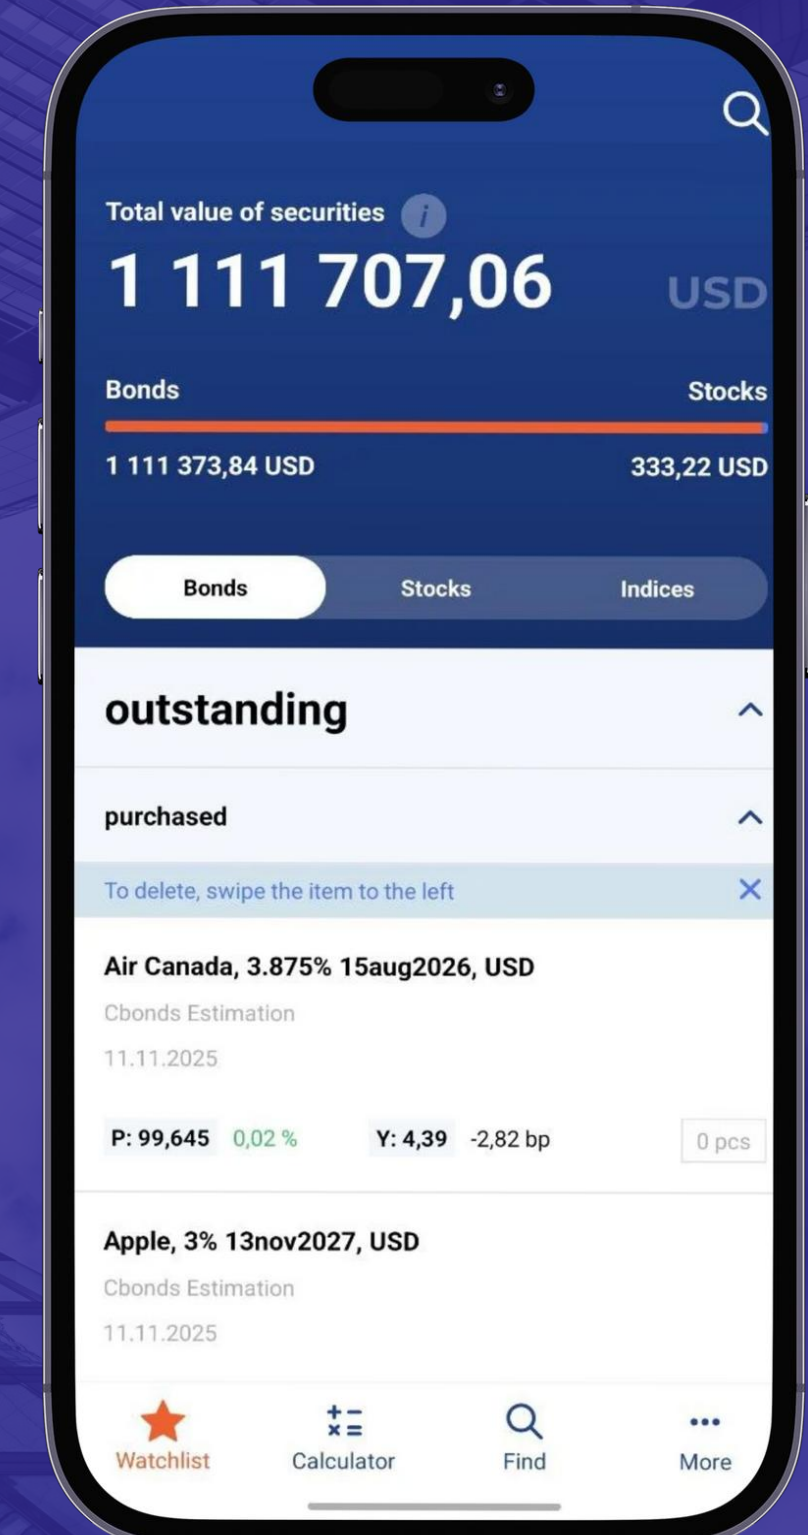 Total value of securities i
1 111 707,06 USD
Bonds Stocks
1 111 373,84 USD 333,22 USD
Bonds Stocks Indices
outstanding
purchased
To delete, swipe the item to the left
Air Canada, 3.875% 15aug2026, USD
Cbonds Estimation
11.11.2025
P: 99,645 0,02 % Y: 4,39 -2,82 bp 0 pcs
Apple, 3% 13nov2027, USD
Cbonds Estimation
11.11.2025
Watchlist Calculator Find More